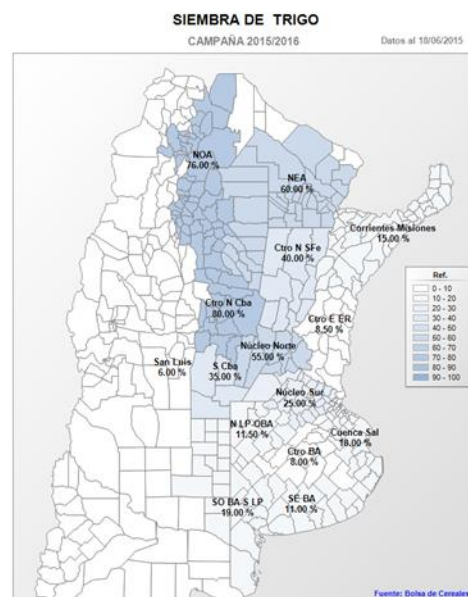 SIEMBRA DE TRIGO
CAMPAÑA 2015/2016
Datos al 18/06/2015
NOA
76.00 %
NEA
60.00 %
Corrientes Misiones
15.00 %
Ctro N SFe
40.00 %
Ref.
0 - 10
10 - 20
20 - 30
30 - 40
40 - 50
50 - 60
60 - 70
70 - 80
80 - 90
90 - 100
Ctro N Cba
80.00 %
Ctro E ER
8.50 %
Núcleo Norte
55.00 %
San Luis
6.00 %
S Cba
35.00 %
Núcleo Sur
25.00 %
N LP-OBA
11.50 %
Cuenca Sal
18.00 %
Ctro BA
8.00 %
SO BA-S LP
19.00 %
SE BA
11.00 %
Fuente: Bolsa de Cereales